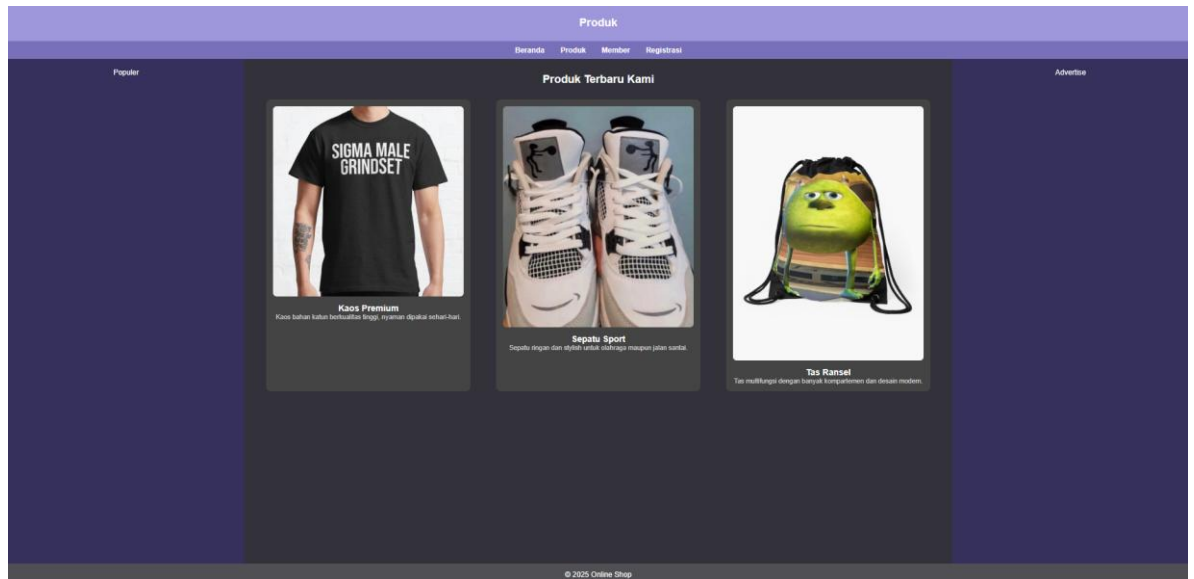 Produk
Beranda Produk Member Registrasi
Populer
Produk Terbaru Kami
Advertise
SIGMA MALE
GRINDSET
Kaos Premium
Kaos bahan katun berkualitas tinggi, nyaman dipakai sehari-hari.
Sepatu Sport
Sepatu ringan dan stylish untuk olahraga maupun jalan santai.
Tas Ransel
Tas multifungsi dengan banyak kompartemen dan desain modern.
© 2025 Online Shop